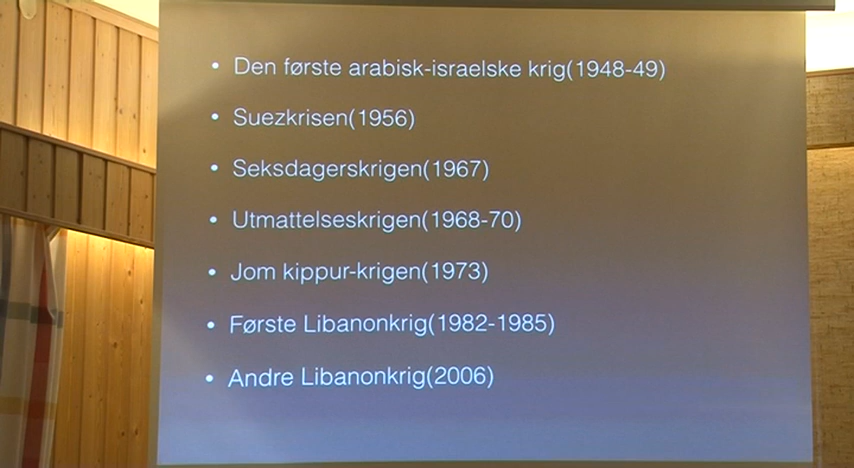 • Den første arabisk-israelske krig(1948-49)
• Suezkrisen(1956)
• Seksdagerskrigen(1967)
• Utmattelseskrigen(1968-70)
• Jom kippur-krigen(1973)
• Første Libanonkrig(1982-1985)
• Andre Libanonkrig(2006)